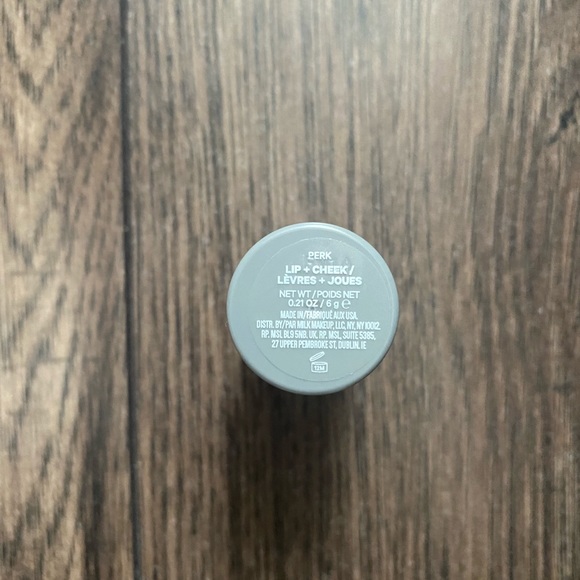 PERK
LIP + CHEEK /
LÈVRES + JOUES
NET WT / POIDS NET
0.21 OZ / 6 g ℮
MADE IN/FABRIQUÉ AUX USA.
DISTR. BY/PAR MILK MAKEUP, LLC, NY, NY 10012.
RP, MSL BL9 5NB, UK, RP, MSL, SUITE 5385,
27 UPPER PEMBROKE ST, DUBLIN, IE
12M